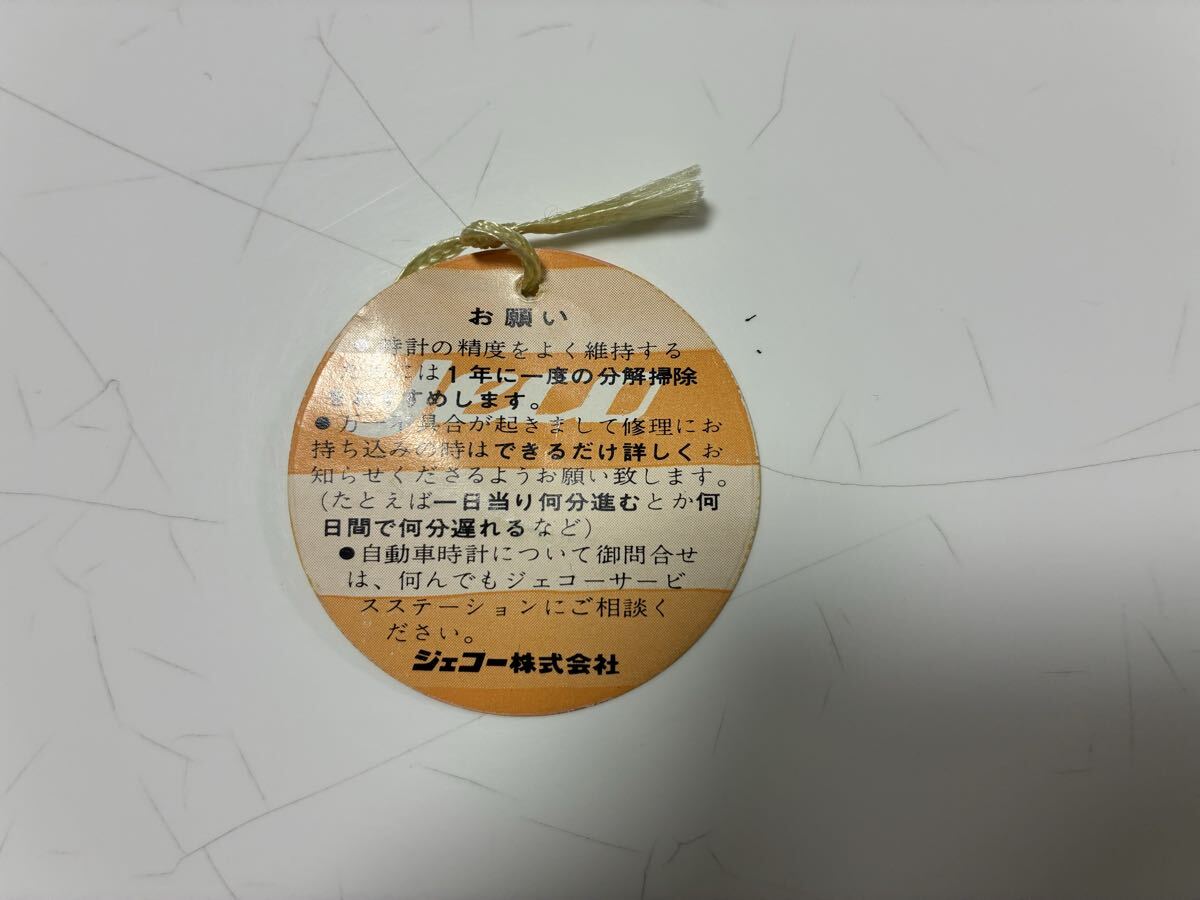 お願い
●時計の精度をよく維持する
には1年に一度の分解掃除
すめします。
●万一不具合が起きまして修理にお
持ち込みの時はできるだけ詳しくお
知らせくださるようお願い致します。
(たとえば一日当り何分進むとか何
日間で何分遅れるなど)
●自動車時計について御問合せ
は、何んでもジェコーサービ
スステーションにご相談く
ださい。
ジェコー株式会社
Jeco